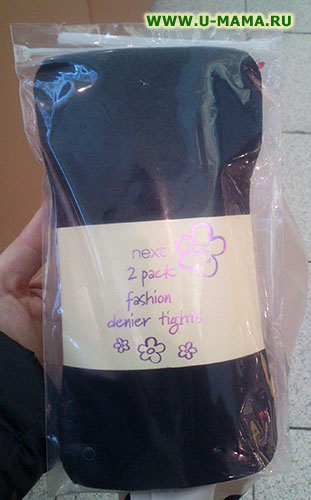 WWW.U-MAMA.RU
next
2 pack
fashion
denier tights